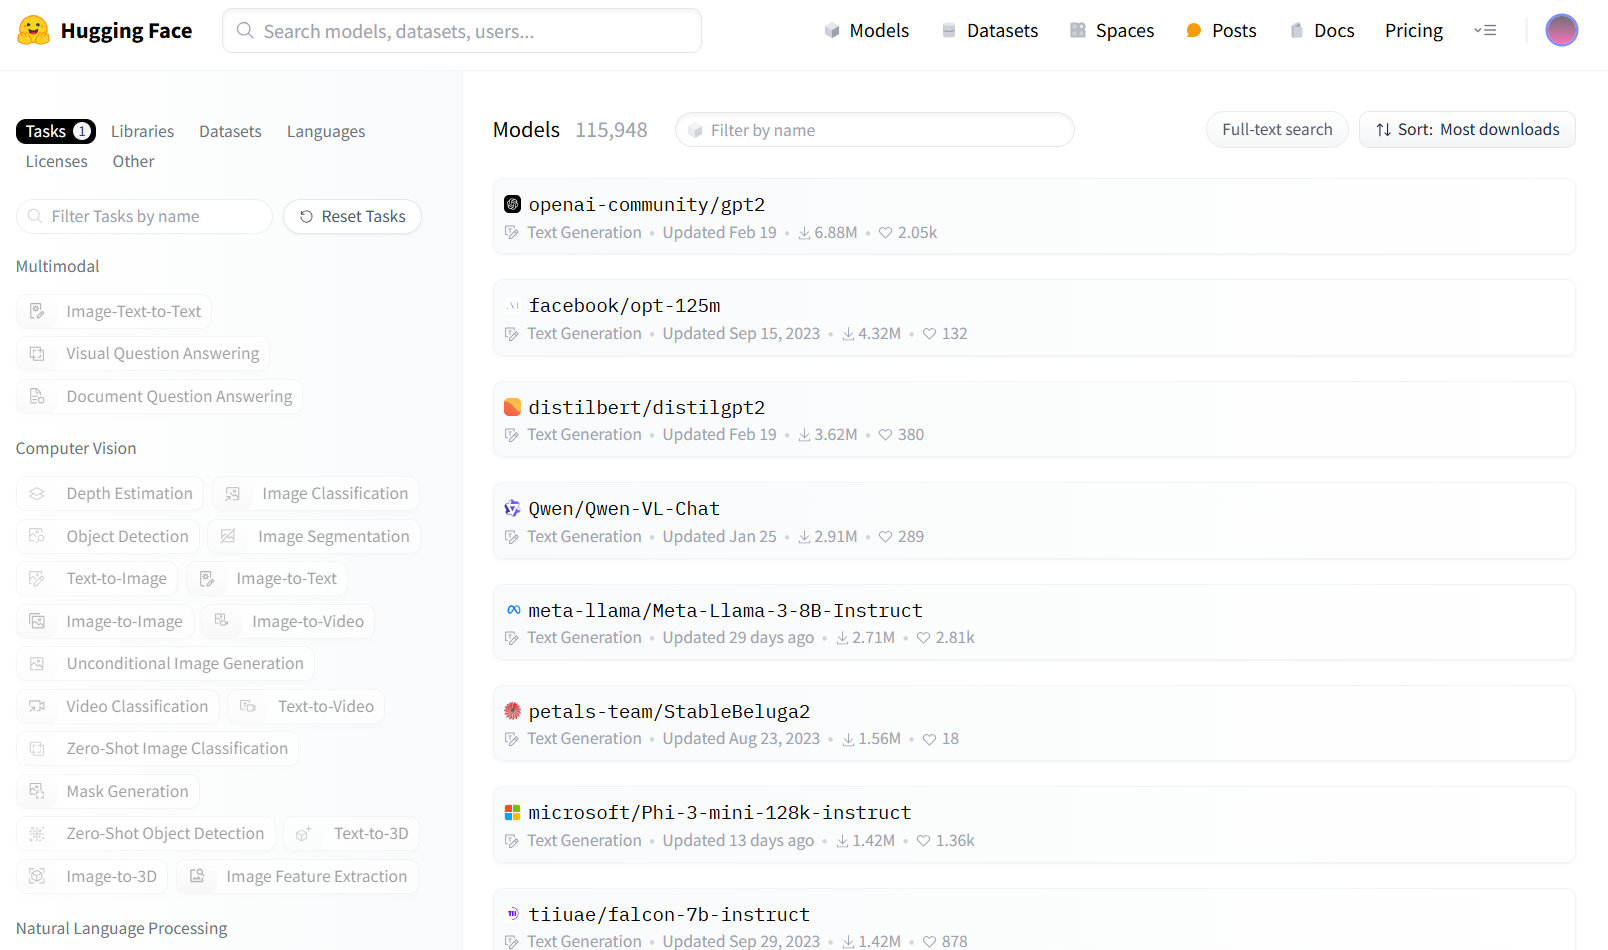 Hugging Face
Search models, datasets, users...
Models
Datasets
Spaces
Posts
Docs
Pricing
Tasks 1
Libraries
Datasets
Languages
Licenses
Other
Filter Tasks by name
Reset Tasks
Multimodal
Image-Text-to-Text
Visual Question Answering
Document Question Answering
Computer Vision
Depth Estimation
Image Classification
Object Detection
Image Segmentation
Text-to-Image
Image-to-Text
Image-to-Image
Image-to-Video
Unconditional Image Generation
Video Classification
Text-to-Video
Zero-Shot Image Classification
Mask Generation
Zero-Shot Object Detection
Text-to-3D
Image-to-3D
Image Feature Extraction
Natural Language Processing
Models 115,948
Filter by name
Full-text search
Sort: Most downloads
openai-community/gpt2
Text Generation • Updated Feb 19 • 6.88M • 2.05k
facebook/opt-125m
Text Generation • Updated Sep 15, 2023 • 4.32M • 132
distilbert/distilgpt2
Text Generation • Updated Feb 19 • 3.62M • 380
Qwen/Qwen-VL-Chat
Text Generation • Updated Jan 25 • 2.91M • 289
meta-llama/Meta-Llama-3-8B-Instruct
Text Generation • Updated 29 days ago • 2.71M • 2.81k
petals-team/StableBeluga2
Text Generation • Updated Aug 23, 2023 • 1.56M • 18
microsoft/Phi-3-mini-128k-instruct
Text Generation • Updated 13 days ago • 1.42M • 1.36k
tiiuae/falcon-7b-instruct
Text Generation • Updated Sep 29, 2023 • 1.42M • 878